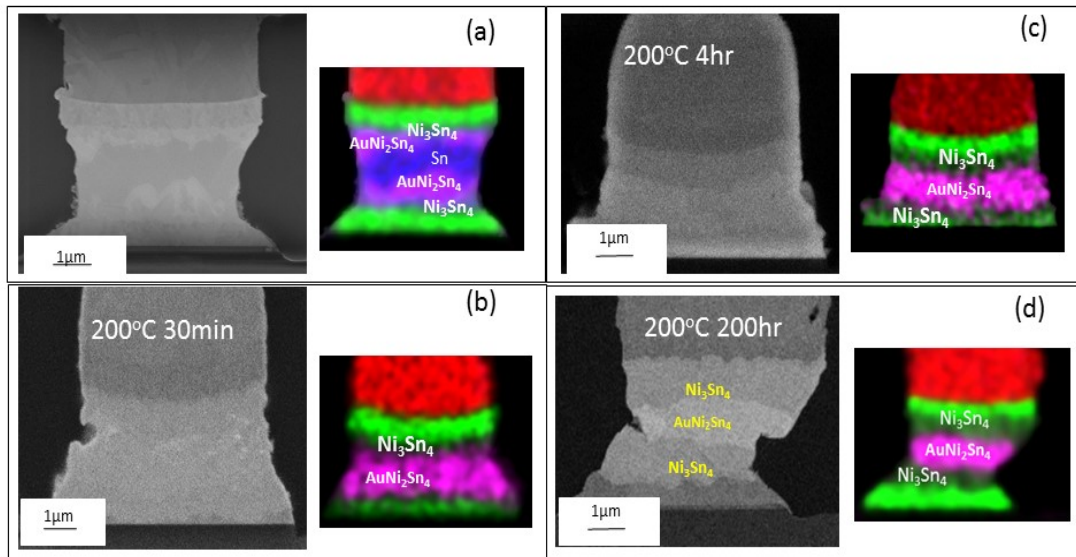 (a)
Ni₃Sn₄
AuNi₂Sn₄
Sn
AuNi₂Sn₄
Ni₃Sn₄
1μm
(b)
200°C 30min
Ni₃Sn₄
AuNi₂Sn₄
1μm
(c)
200°C 4hr
Ni₃Sn₄
AuNi₂Sn₄
Ni₃Sn₄
1μm
(d)
200°C 200hr
Ni₃Sn₄
AuNi₂Sn₄
Ni₃Sn₄
Ni₃Sn₄
AuNi₂Sn₄
Ni₃Sn₄
1μm